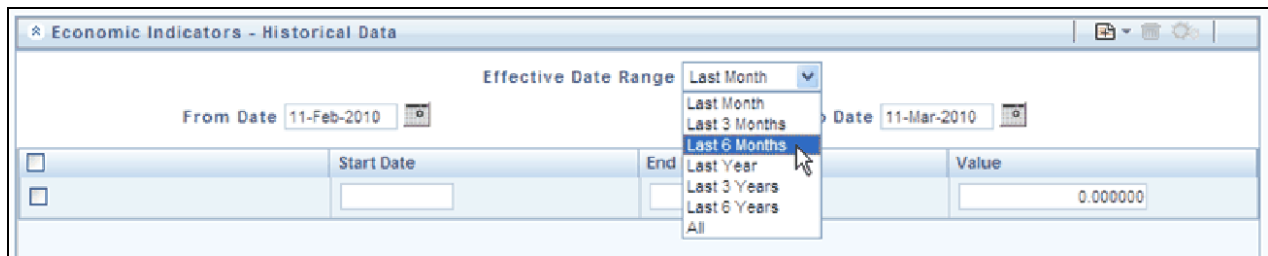 Economic Indicators - Historical Data
Effective Date Range Last Month
From Date 11-Feb-2010
Date 11-Mar-2010
Last Month
Last 3 Months
Last 6 Months
Last Year
Last 3 Years
Last 6 Years
All
Start Date End Value
0.000000